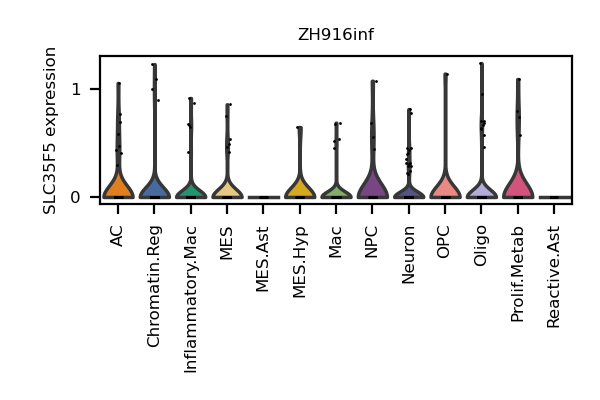 ZH916inf
SLC35F5 expression
1
0
AC
Chromatin.Reg
Inflammatory.Mac
MES
MES.Ast
MES.Hyp
Mac
NPC
Neuron
OPC
Oligo
Prolif.Metab
Reactive.Ast